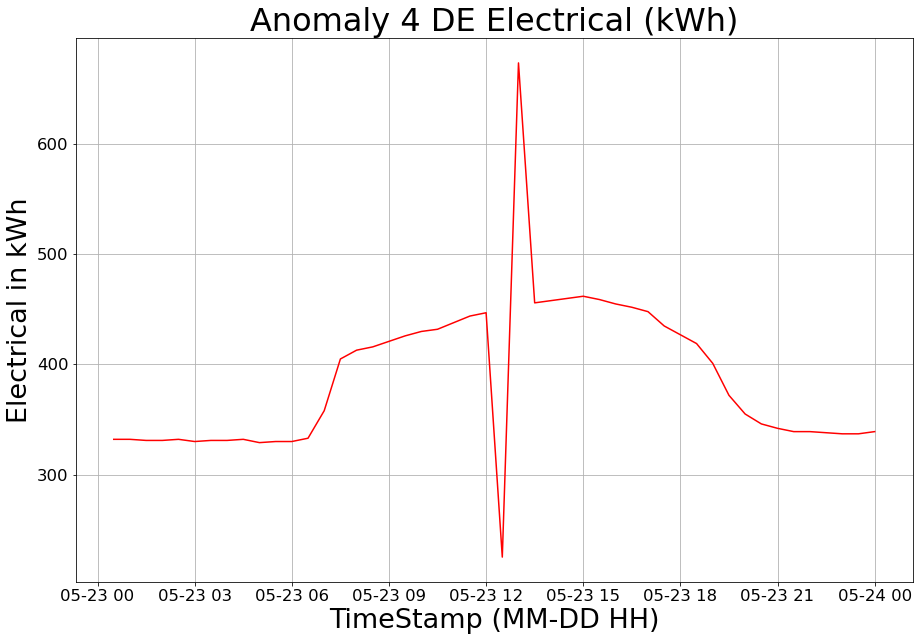 Anomaly 4 DE Electrical (kWh)
Electrical in kWh
600
500
400
300
05-23 00 05-23 03 05-23 06 05-23 09 05-23 12 05-23 15 05-23 18 05-23 21 05-24 00
TimeStamp (MM-DD HH)